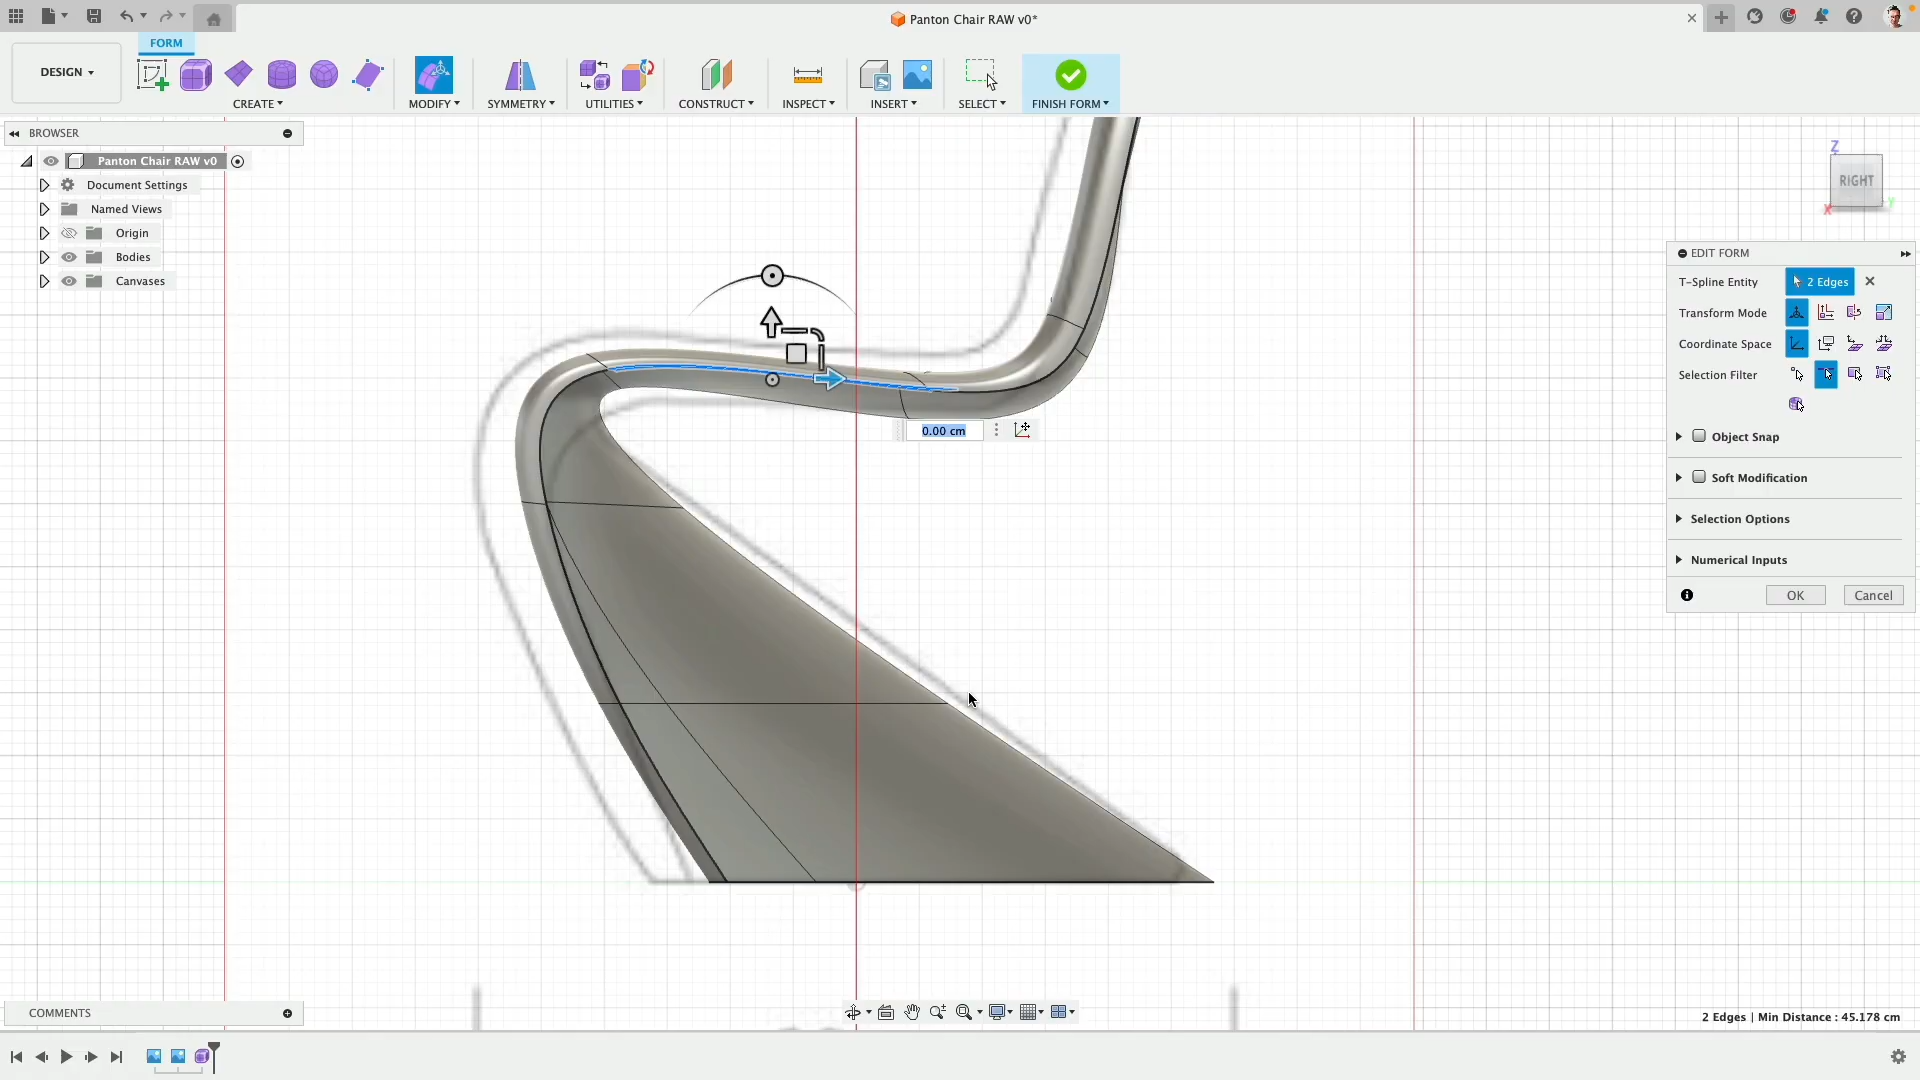 Panton Chair RAW v0*
FORM
DESIGN
CREATE
MODIFY
SYMMETRY
UTILITIES
CONSTRUCT
INSPECT
INSERT
SELECT
FINISH FORM
BROWSER
Panton Chair RAW v0
Document Settings
Named Views
Origin
Bodies
Canvases
Z
RIGHT
X
Y
EDIT FORM
T-Spline Entity
2 Edges
Transform Mode
Coordinate Space
Selection Filter
Object Snap
Soft Modification
Selection Options
Numerical Inputs
OK
Cancel
0.00 cm
COMMENTS
2 Edges | Min Distance : 45.178 cm